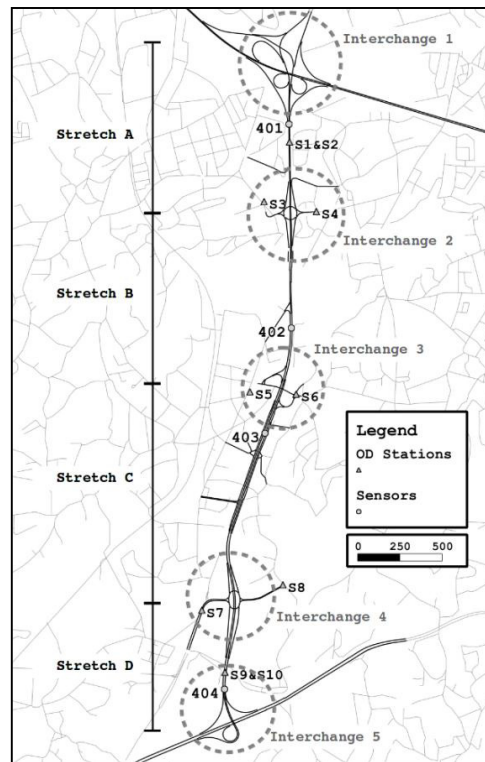 Interchange 1
401
Stretch A
S1&S2
S3
S4
Interchange 2
Stretch B
402
Interchange 3
S5
S6
403
Legend
OD Stations
Sensors
0 250 500
Stretch C
S8
S7
Interchange 4
Stretch D
S9&S10
404
Interchange 5